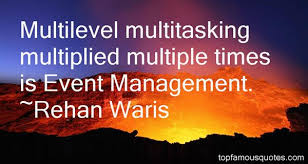 Multilevel multitasking
multiplied multiple times
is Event Management.
~Rehan Waris
topfamousquotes.com